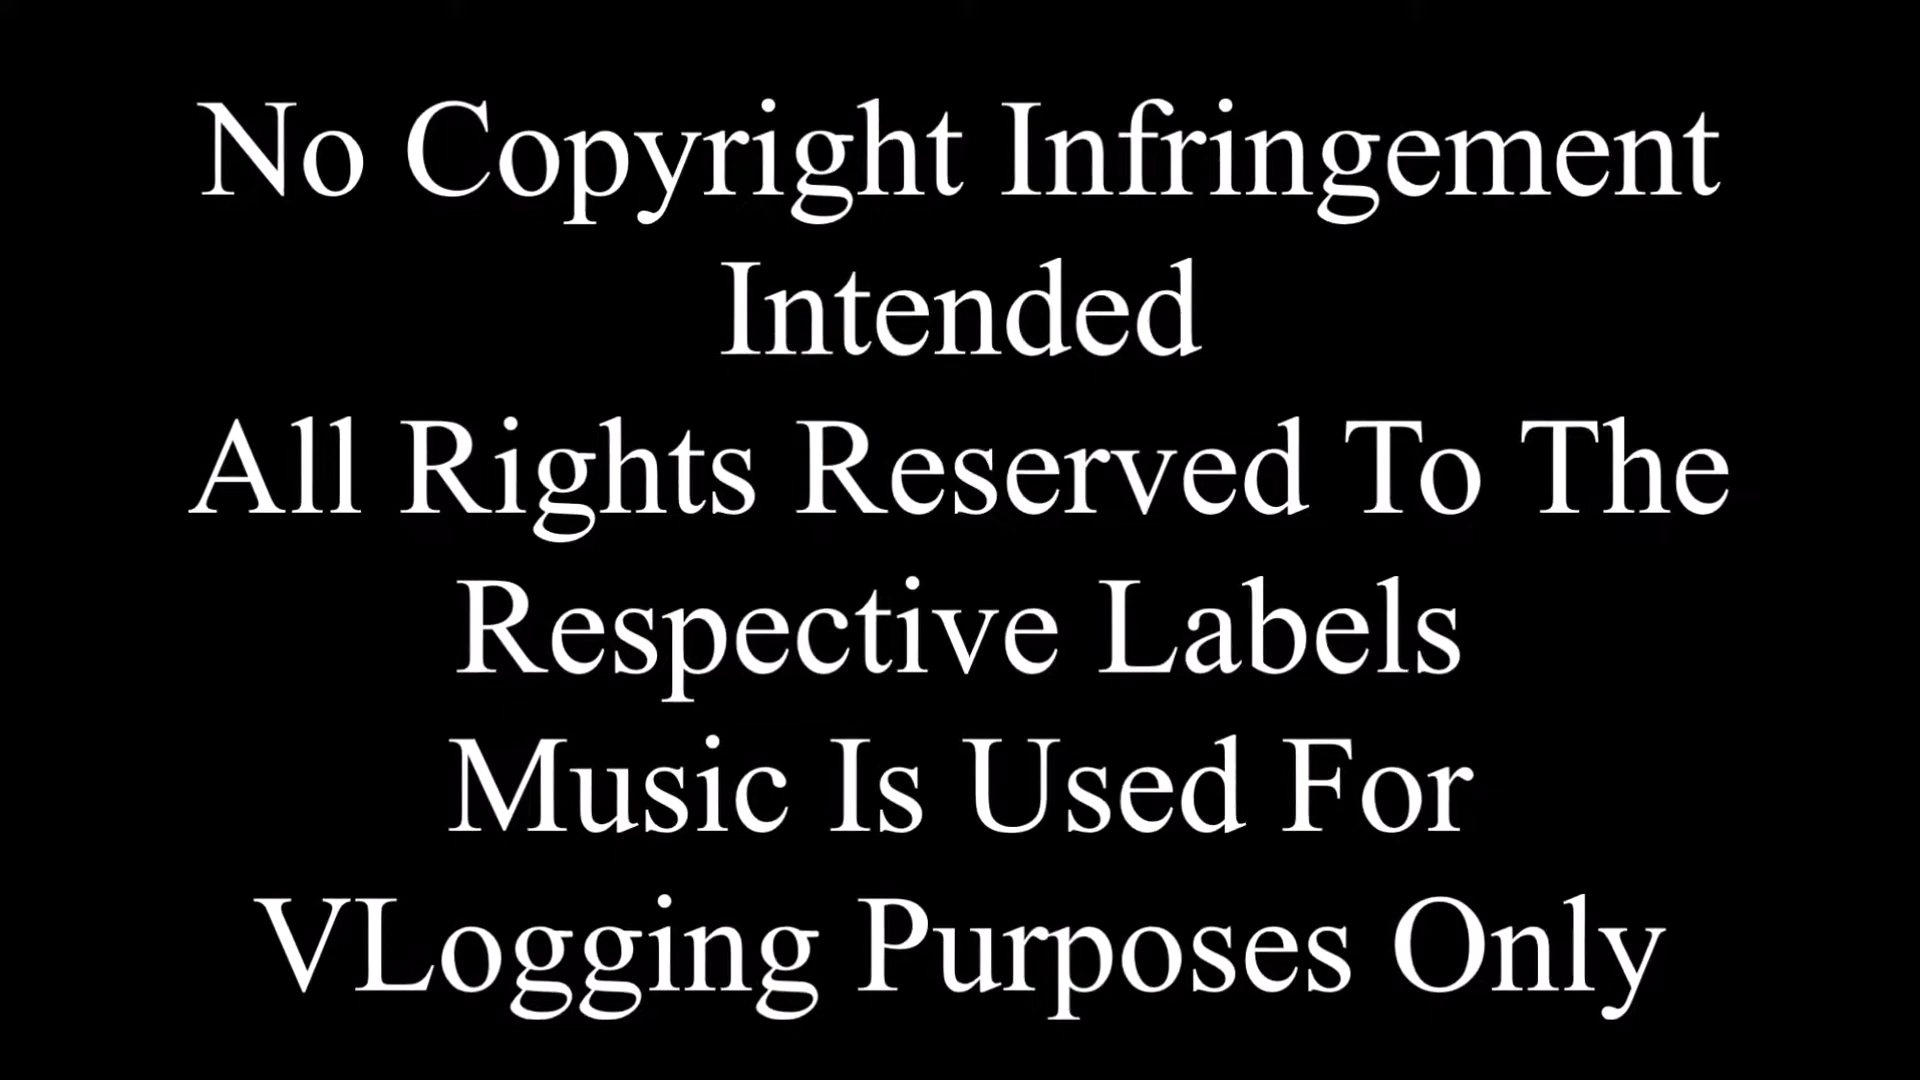 No Copyright Infringement
Intended
All Rights Reserved To The
Respective Labels
Music Is Used For
VLogging Purposes Only